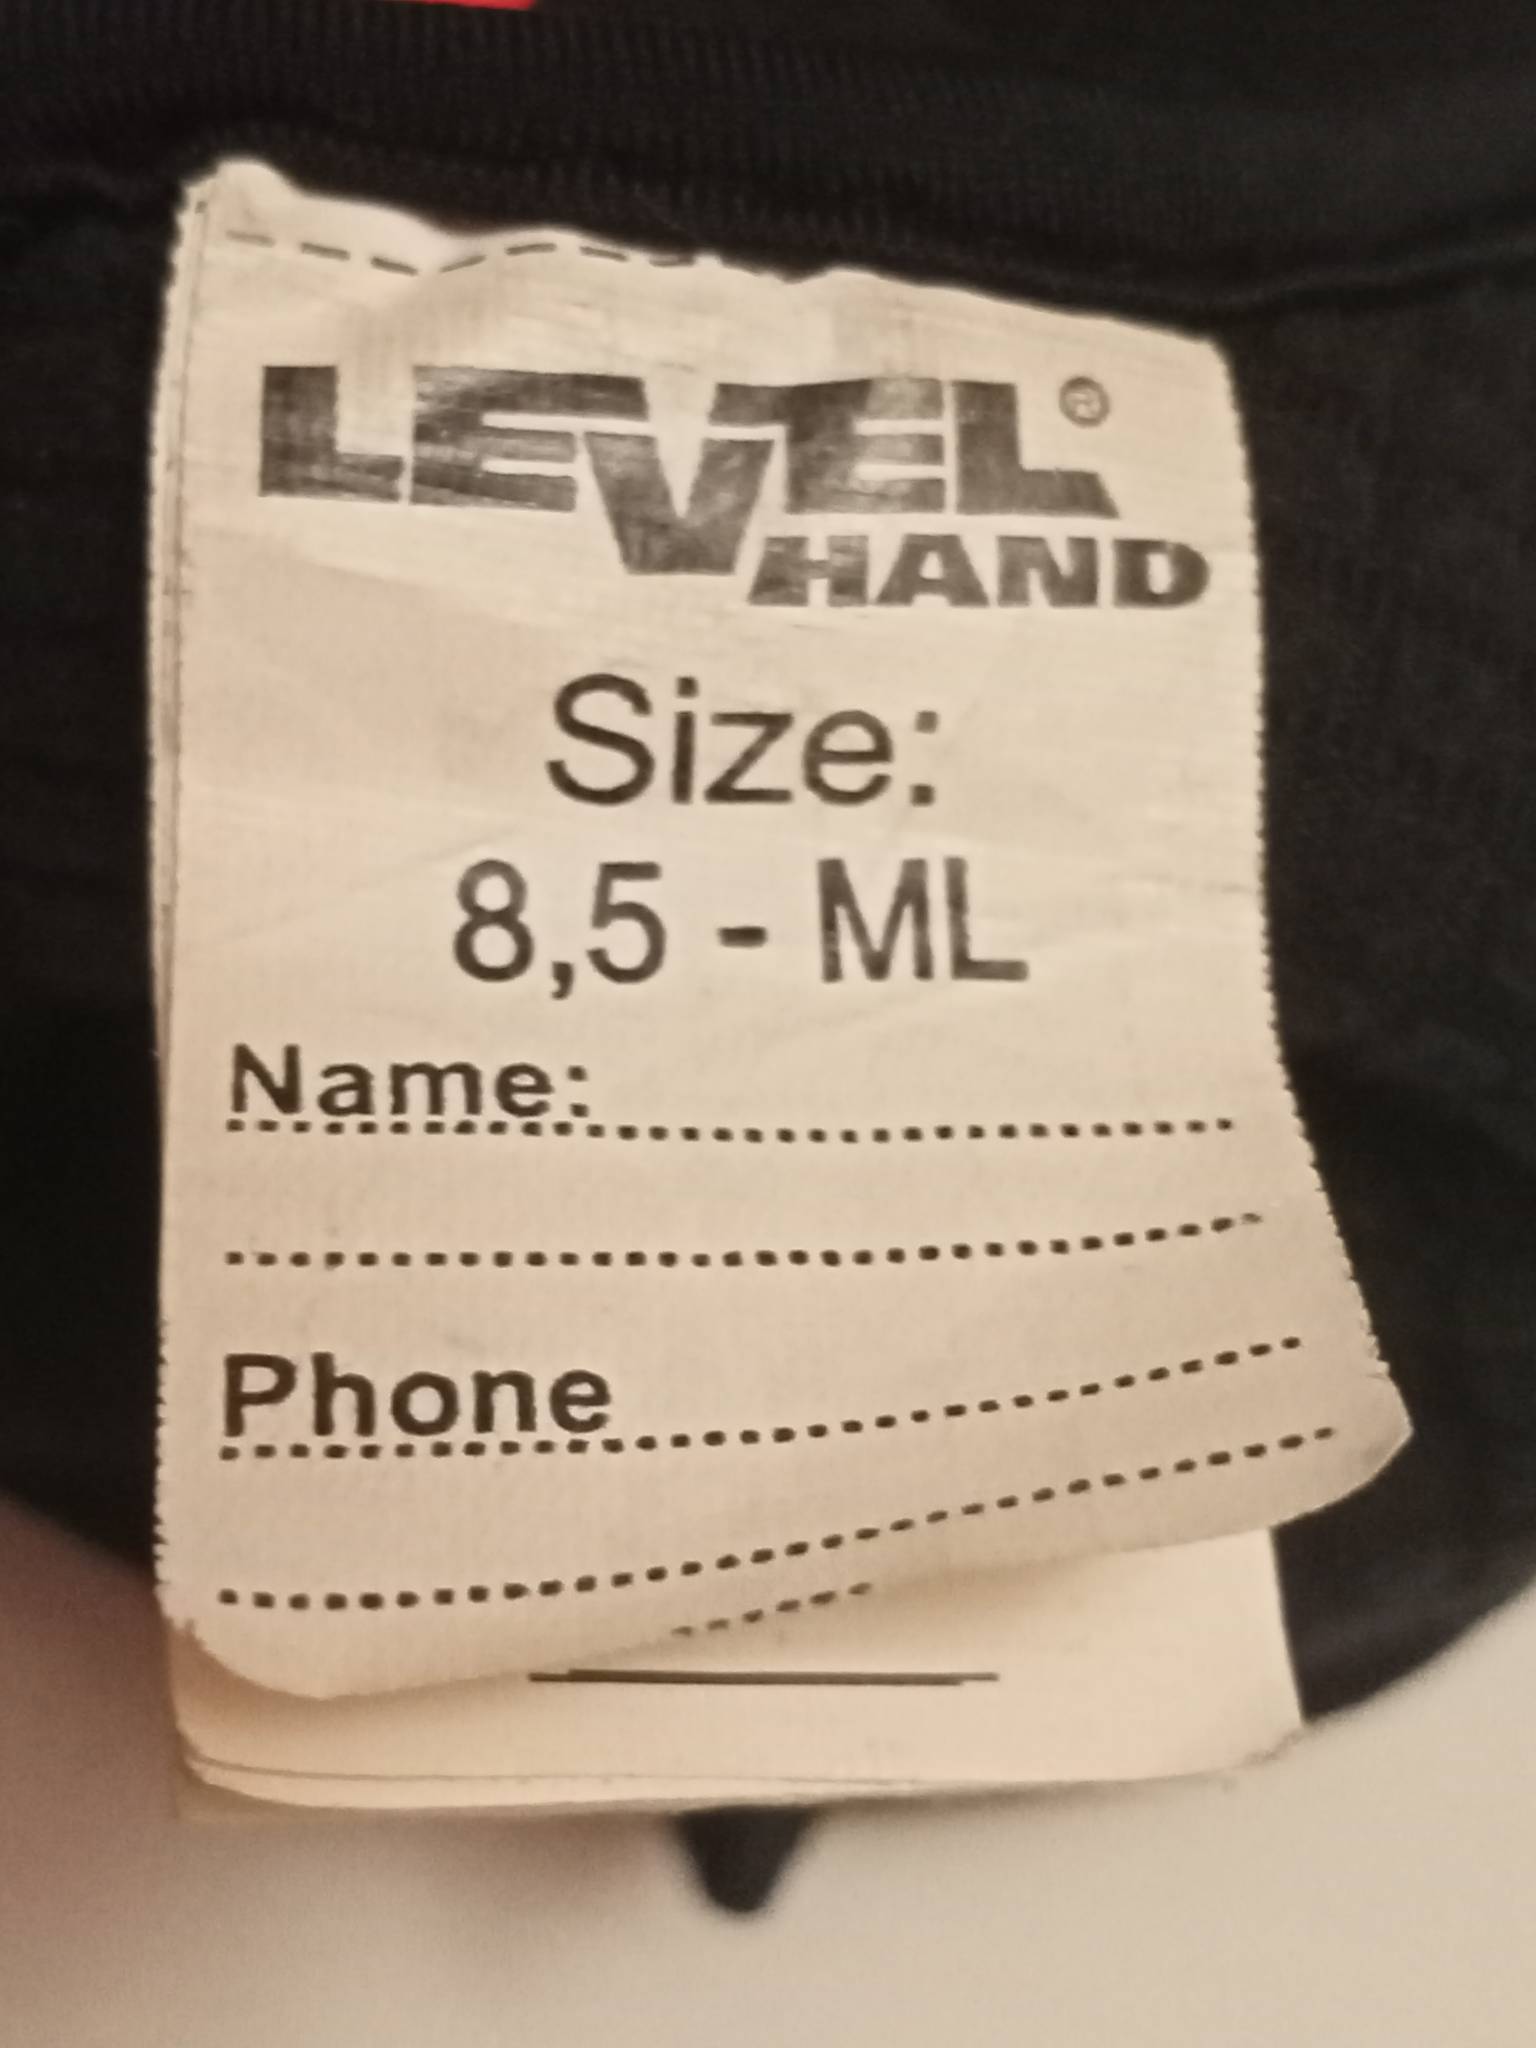 LEVEL®
HAND
Size:
8,5 - ML
Name:
Phone